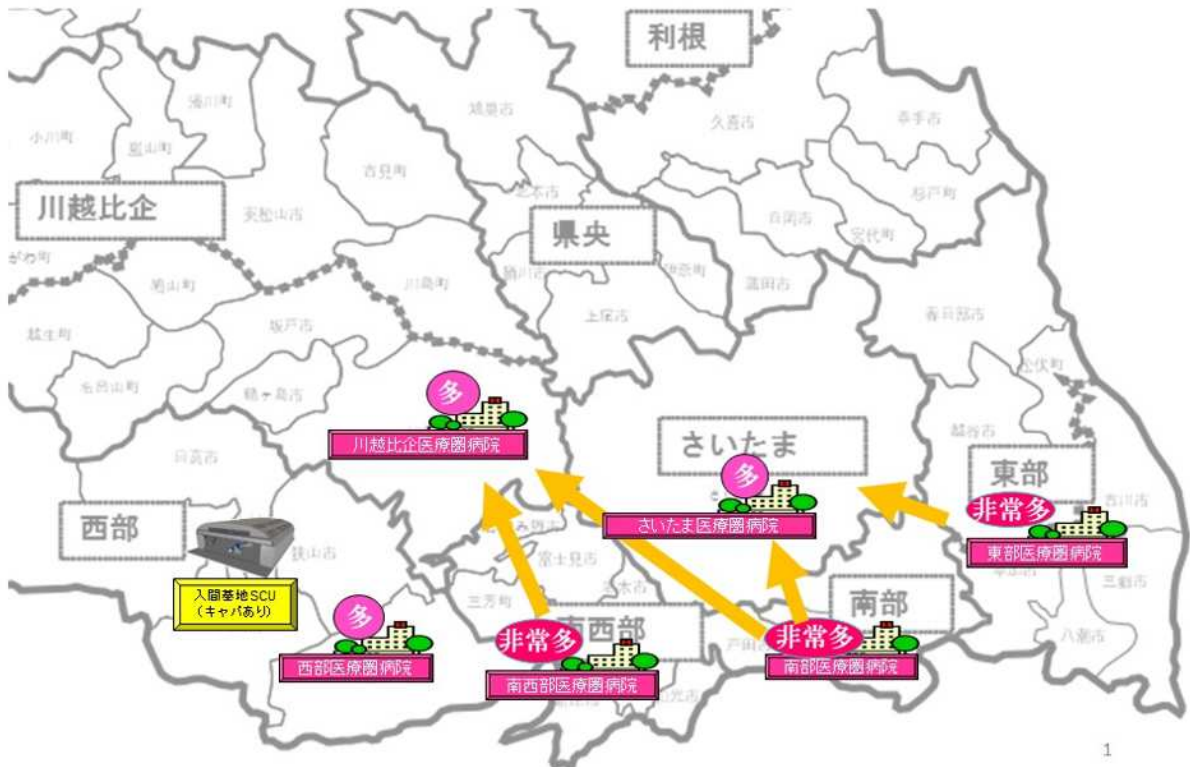 利根
久喜市
幸手市
小川町
嵐山町
滑川町
吉見町
鴻巣市
川越比企
東松山市
県央
白岡市
宮代町
杉戸町
がわ町
鳩山町
川島町
桶川市
伊奈町
蓮田市
越生町
坂戸市
上尾市
春日部市
松伏町
毛呂山町
鶴ヶ島市
多
川越比企医療圏病院
さいたま
多
さいたま医療圏病院
越谷市
東部
非常多
吉川市
東部医療圏病院
日高市
西部
狭山市
入間基地SCU
(キャパあり)
富士見市
三芳町
南部
三郷市
八潮市
多
西部医療圏病院
南西部
非常多
南西部医療圏病院
戸田
非常多
南部医療圏病院
1